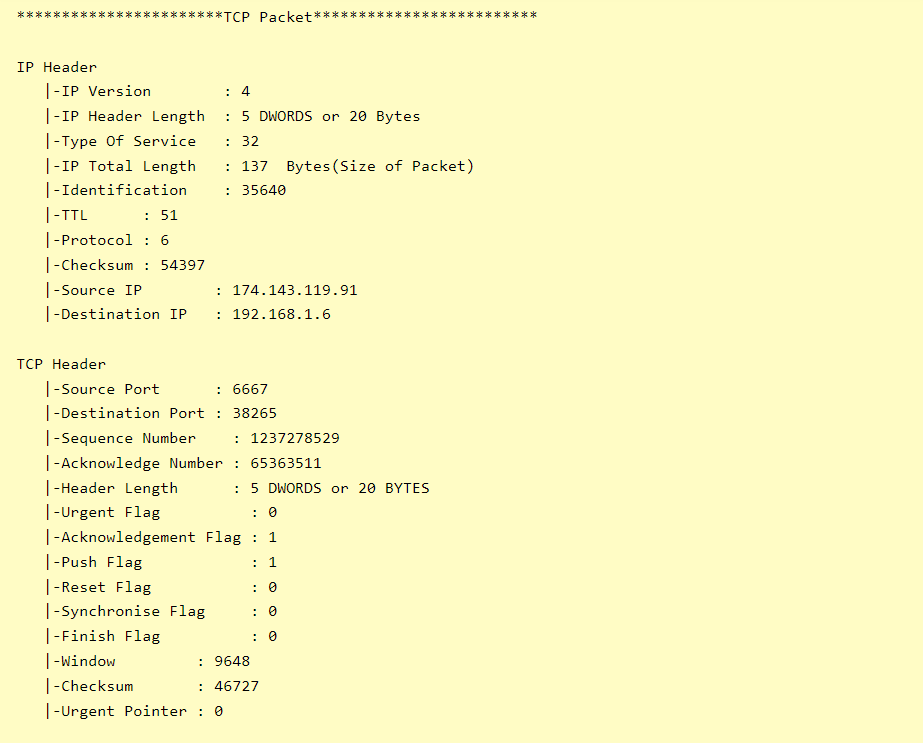 ***********************TCP Packet*************************
IP Header
   |-IP Version        : 4
   |-IP Header Length  : 5 DWORDS or 20 Bytes
   |-Type Of Service   : 32
   |-IP Total Length   : 137  Bytes(Size of Packet)
   |-Identification    : 35640
   |-TTL      : 51
   |-Protocol : 6
   |-Checksum : 54397
   |-Source IP        : 174.143.119.91
   |-Destination IP   : 192.168.1.6
TCP Header
   |-Source Port      : 6667
   |-Destination Port : 38265
   |-Sequence Number    : 1237278529
   |-Acknowledge Number : 65363511
   |-Header Length      : 5 DWORDS or 20 BYTES
   |-Urgent Flag          : 0
   |-Acknowledgement Flag : 1
   |-Push Flag            : 1
   |-Reset Flag           : 0
   |-Synchronise Flag     : 0
   |-Finish Flag          : 0
   |-Window         : 9648
   |-Checksum       : 46727
   |-Urgent Pointer : 0